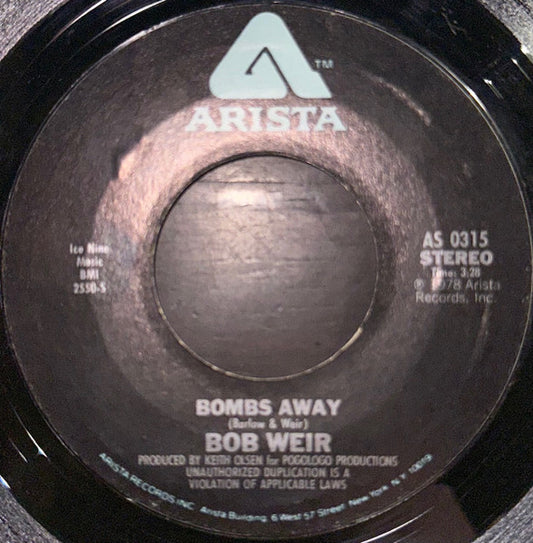 TM
ARISTA
Ice Nine
Music
BMI
2550-S
AS 0315
STEREO
Time: 3:28
℗ 1978 Arista
Records, Inc.
BOMBS AWAY
(Barlow & Weir)
BOB WEIR
PRODUCED BY KEITH OLSEN for POGOLOGO PRODUCTIONS
UNAUTHORIZED DUPLICATION IS A
VIOLATION OF APPLICABLE LAWS
ARISTA RECORDS, INC. Arista Building, 6 West 57 Street New York, N.Y. 10019